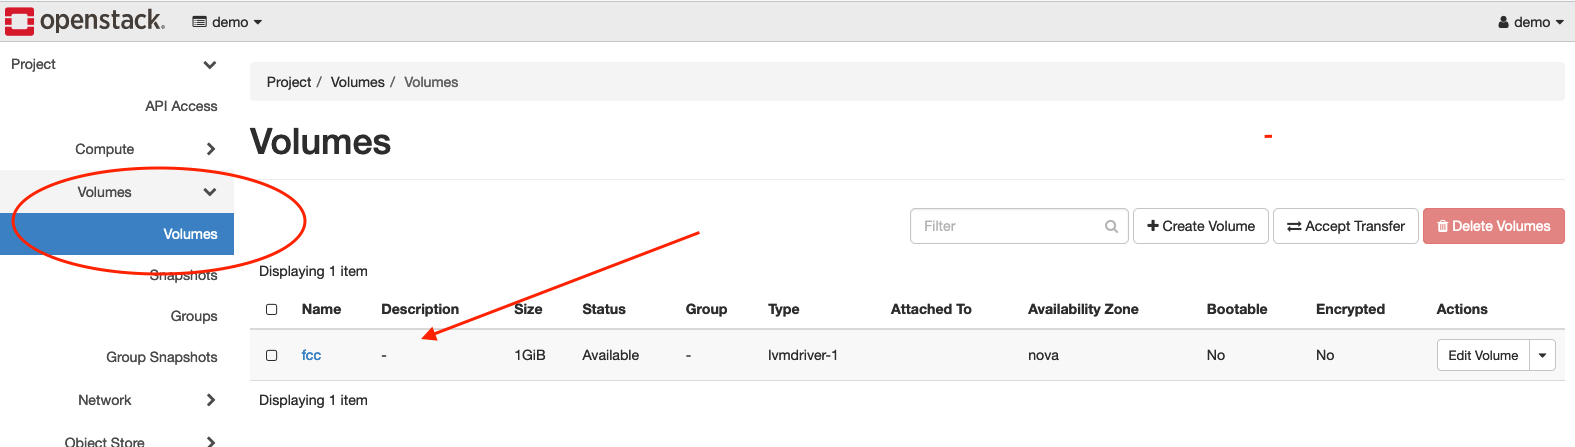 openstack. demo demo
Project
API Access
Compute
Volumes
Volumes
Snapshots
Groups
Group Snapshots
Network
Object Store
Project / Volumes / Volumes
Volumes
Filter Create Volume Accept Transfer Delete Volumes
Displaying 1 item
Name Description Size Status Group Type Attached To Availability Zone Bootable Encrypted Actions
fcc - 1GiB Available - lvmdriver-1 nova No No Edit Volume
Displaying 1 item